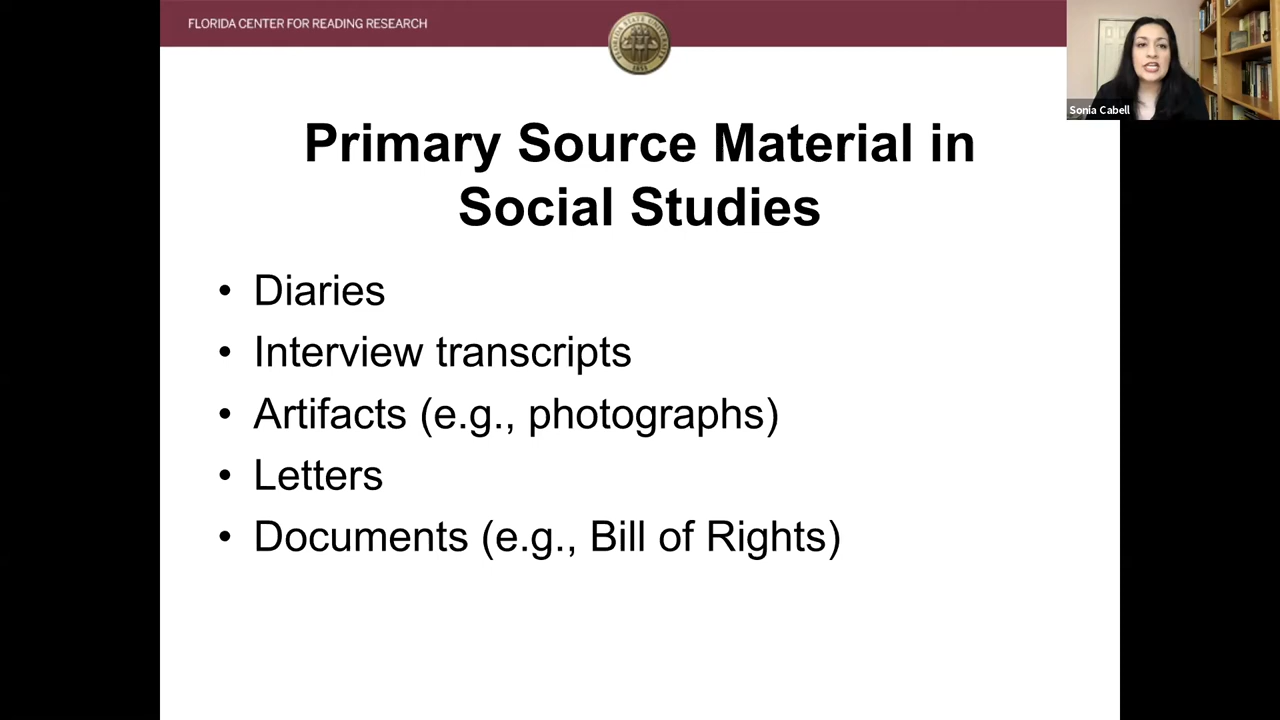 FLORIDA CENTER FOR READING RESEARCH
Sonia Cabell
Primary Source Material in
Social Studies
• Diaries
• Interview transcripts
• Artifacts (e.g., photographs)
• Letters
• Documents (e.g., Bill of Rights)